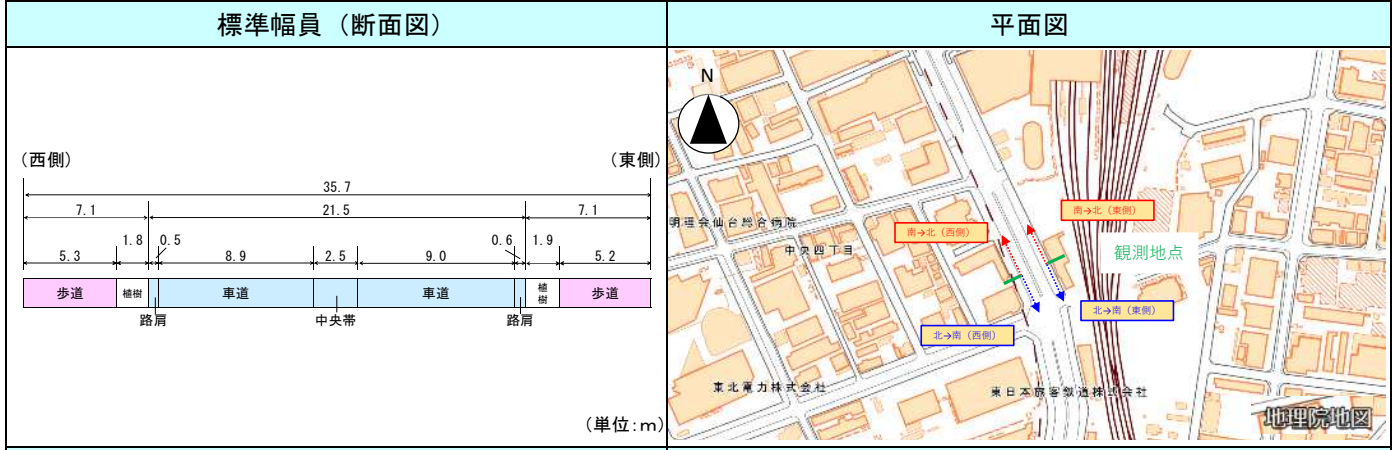 標準幅員（断面図）
平面図
（西側）
（東側）
35.7
7.1
21.5
7.1
1.8
0.5
0.6
1.9
5.3
8.9
2.5
9.0
5.2
歩道
植樹
車道
車道
植樹
歩道
路肩
中央帯
路肩
（単位:ｍ）
N
明理会仙台総合病院
中央四丁目
南→北（西側）
南→北（東側）
観測地点
北→南（東側）
北→南（西側）
東北電力株式会社
東日本旅客鉄道株式会社
地理院地図